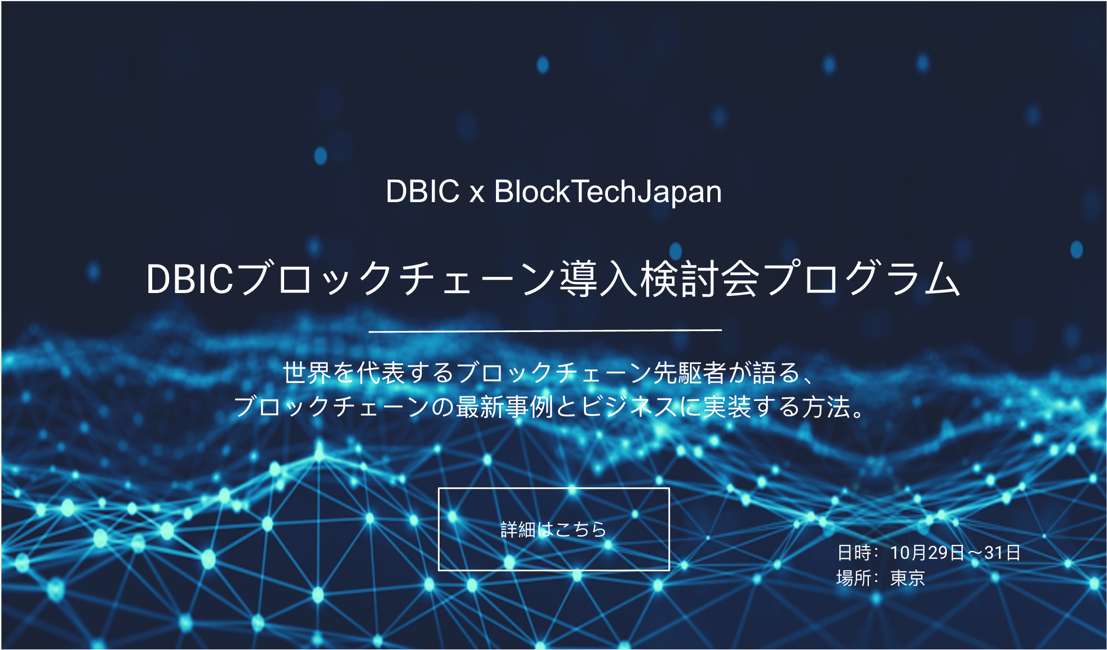 DBIC x BlockTechJapan
DBICブロックチェーン導入検討会プログラム
世界を代表するブロックチェーン先駆者が語る、
ブロックチェーンの最新事例とビジネスに実装する方法。
詳細はこちら
日時：10月29日〜31日
場所：東京